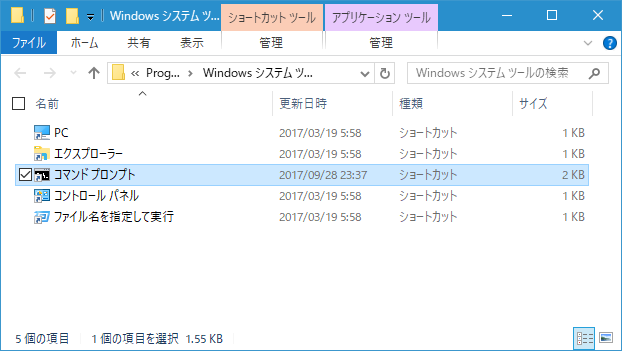 Windows システム ツ... ショートカット ツール アプリケーション ツール
ファイル ホーム 共有 表示 管理 管理
« Prog... Windows システム ツ... Windows システム ツールの検索
名前 更新日時 種類 サイズ
PC 2017/03/19 5:58 ショートカット 1 KB
エクスプローラー 2017/03/19 5:58 ショートカット 1 KB
コマンド プロンプト 2017/09/28 23:37 ショートカット 2 KB
コントロール パネル 2017/03/19 5:58 ショートカット 1 KB
ファイル名を指定して実行 2017/03/19 5:58 ショートカット 1 KB
5 個の項目 1 個の項目を選択 1.55 KB